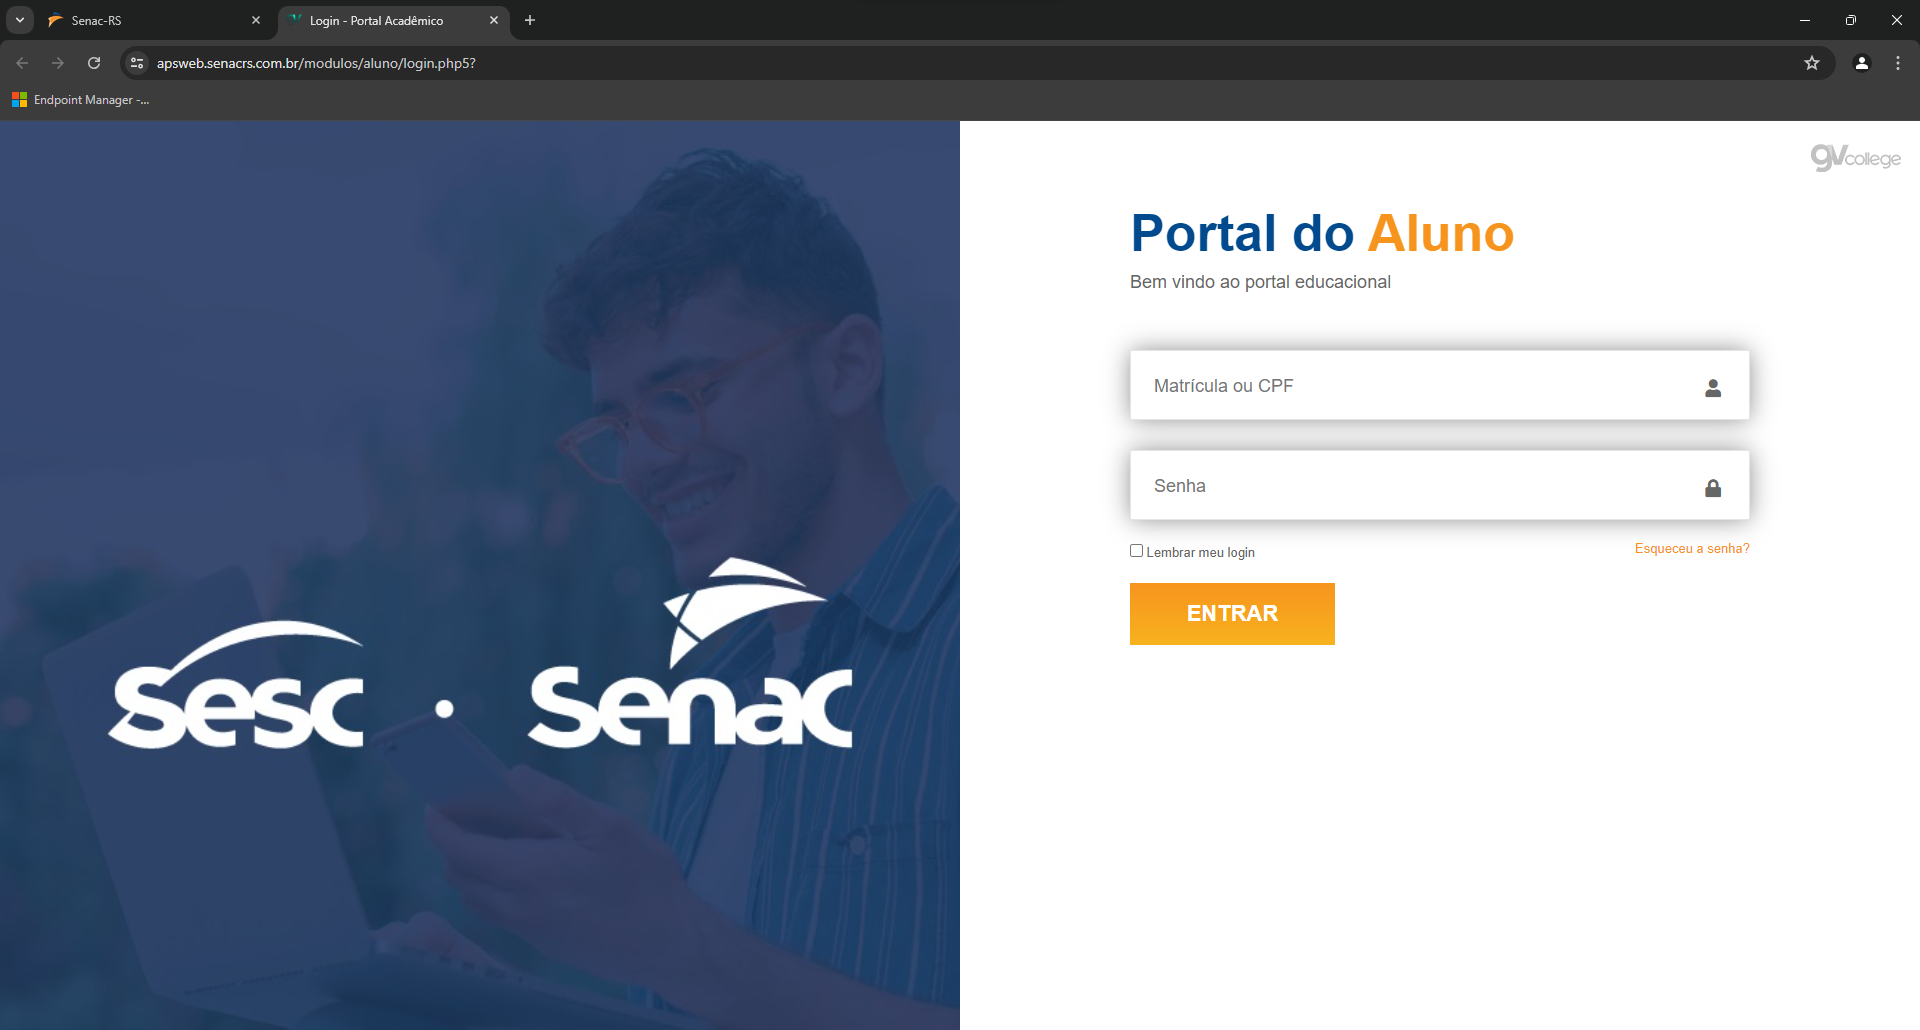 Senac-RS
Login - Portal Acadêmico
apsweb.senacrs.com.br/modulos/aluno/login.php5?
Endpoint Manager -...
gvcollege
Portal do Aluno
Bem vindo ao portal educacional
Matrícula ou CPF
Senha
Lembrar meu login
Esqueceu a senha?
ENTRAR
Sesc · Senac